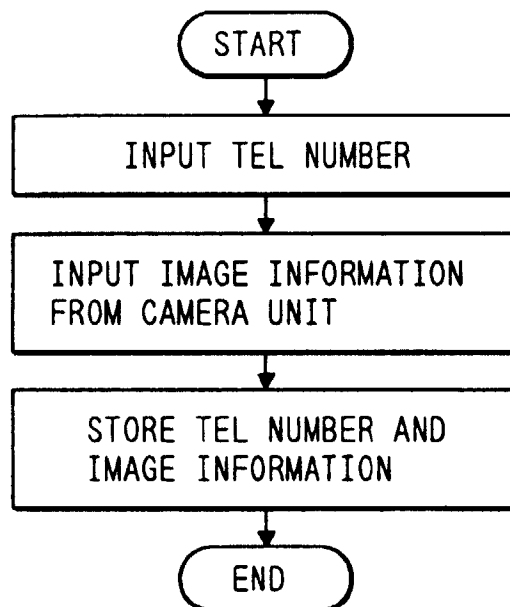 START
INPUT TEL NUMBER
INPUT IMAGE INFORMATION
FROM CAMERA UNIT
STORE TEL NUMBER AND
IMAGE INFORMATION
END